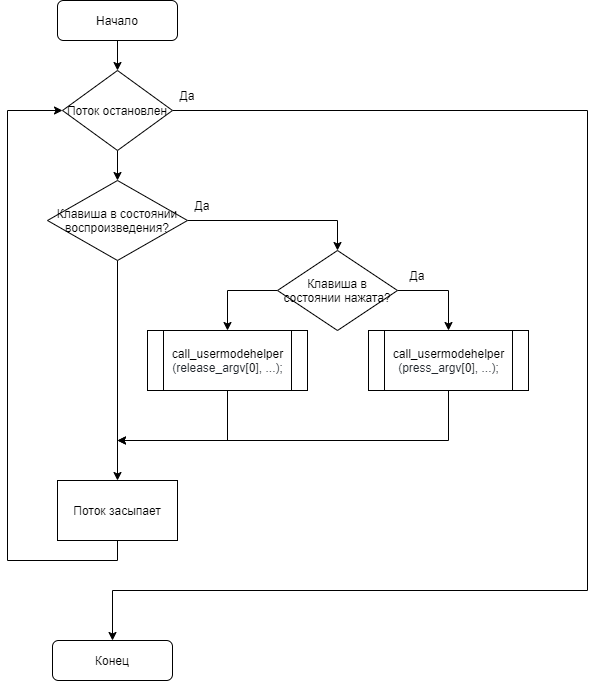 Начало
Да
Поток остановлен
Да
Клавиша в состоянии
воспроизведения?
Да
Клавиша в
состоянии нажата?
call_usermodehelper
(release_argv[0], ...);
call_usermodehelper
(press_argv[0], ...);
Поток засыпает
Конец